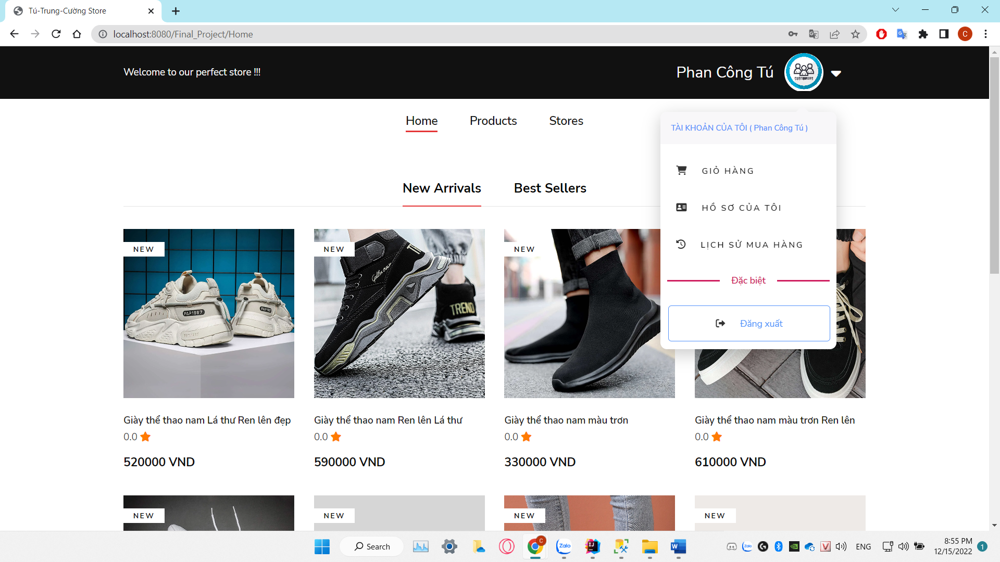 Tú-Trung-Cường Store
localhost:8080/Final_Project/Home
C
Welcome to our perfect store !!!
Phan Công Tú
CUSTOMERS
Home
Products
Stores
TÀI KHOẢN CỦA TÔI ( Phan Công Tú )
GIỎ HÀNG
HỒ SƠ CỦA TÔI
LỊCH SỬ MUA HÀNG
Đặc biệt
Đăng xuất
New Arrivals
Best Sellers
NEW
NEW
NEW
FAP1987
TREND
Giày thể thao nam Lá thư Ren lên đẹp
Giày thể thao nam Ren lên Lá thư
Giày thể thao nam màu trơn
Giày thể thao nam màu trơn Ren lên
0.0
0.0
0.0
0.0
520000 VND
590000 VND
330000 VND
610000 VND
NEW
NEW
NEW
NEW
Search
C
Zalo
IJ
W
Zalo
V
ENG
8:55 PM
12/15/2022
1